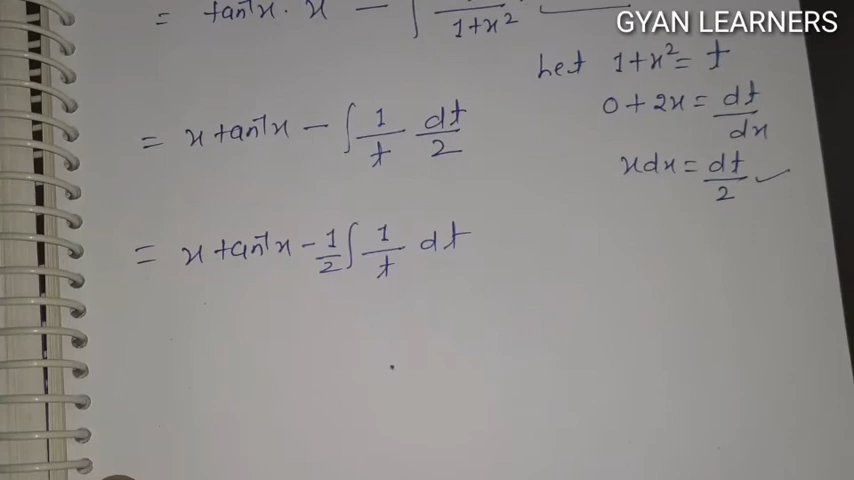 GYAN LEARNERS
= tan⁻¹x · x − ∫ / 1+x²
Let 1+x² = t
0 + 2x = dt/dx
x dx = dt/2 ✓
= x tan⁻¹x − ∫ 1/t dt/2
= x tan⁻¹x − 1/2 ∫ 1/t dt